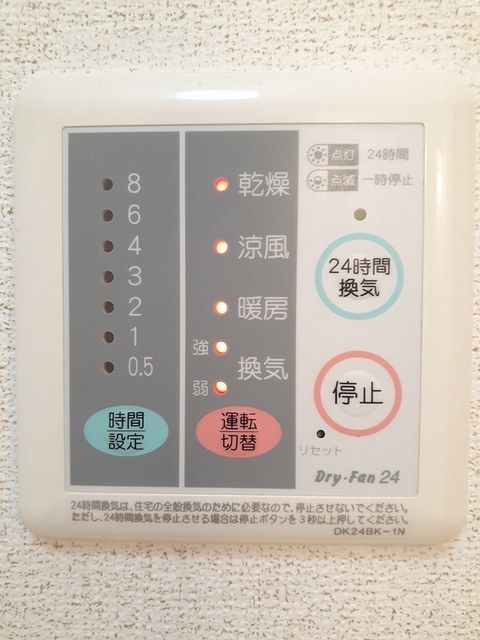 点灯 24時間
点滅 一時停止
8
6
4
3
2
1
0.5
時間
設定
乾燥
涼風
暖房
強
換気
弱
運転
切替
24時間
換気
停止
リセット
Dry・Fan 24
24時間換気は、住宅の全般換気のために必要なので、停止させないでください。
ただし、24時間換気を停止させる場合は停止ボタンを3秒以上押してください。
DK24BK-1N